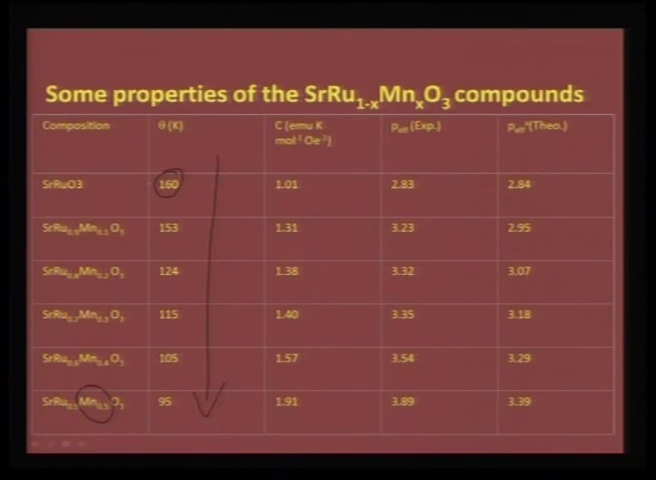 Some properties of the SrRu1-xMnxO3 compounds
Composition θ (K) C (emu K mol-1 Oe-1) Peff (Exp.) Peff*(Theo.)
SrRuO3 160 1.01 2.83 2.84
SrRu0.9Mn0.1O3 153 1.31 3.23 2.95
SrRu0.8Mn0.2O3 124 1.38 3.32 3.07
SrRu0.7Mn0.3O3 115 1.40 3.35 3.18
SrRu0.6Mn0.4O3 105 1.57 3.54 3.29
SrRu0.5Mn0.5O3 95 1.91 3.89 3.39